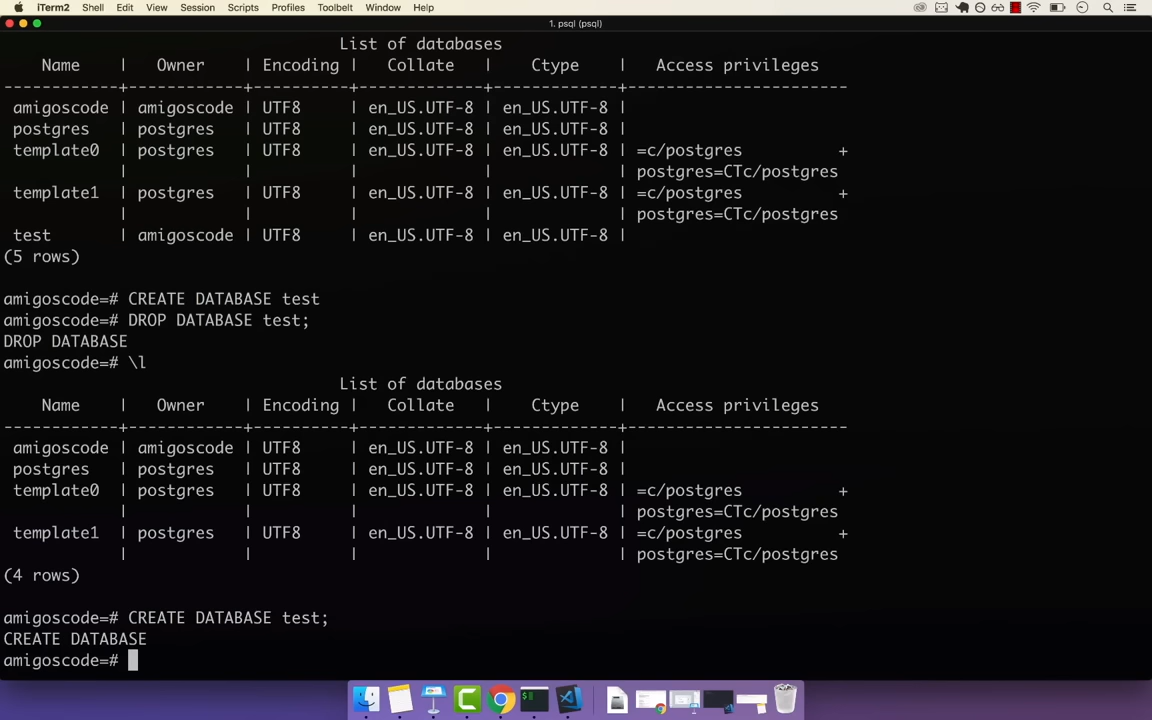 iTerm2 Shell Edit View Session Scripts Profiles Toolbelt Window Help
1. psql (psql)
List of databases
Name | Owner | Encoding | Collate | Ctype | Access privileges
------------+------------+----------+-------------+-------------+-----------------------
amigoscode | amigoscode | UTF8 | en_US.UTF-8 | en_US.UTF-8 |
postgres | postgres | UTF8 | en_US.UTF-8 | en_US.UTF-8 |
template0 | postgres | UTF8 | en_US.UTF-8 | en_US.UTF-8 | =c/postgres +
| | | | | postgres=CTc/postgres
template1 | postgres | UTF8 | en_US.UTF-8 | en_US.UTF-8 | =c/postgres +
| | | | | postgres=CTc/postgres
test | amigoscode | UTF8 | en_US.UTF-8 | en_US.UTF-8 |
(5 rows)
amigoscode=# CREATE DATABASE test
amigoscode=# DROP DATABASE test;
DROP DATABASE
amigoscode=# \l
List of databases
Name | Owner | Encoding | Collate | Ctype | Access privileges
------------+------------+----------+-------------+-------------+-----------------------
amigoscode | amigoscode | UTF8 | en_US.UTF-8 | en_US.UTF-8 |
postgres | postgres | UTF8 | en_US.UTF-8 | en_US.UTF-8 |
template0 | postgres | UTF8 | en_US.UTF-8 | en_US.UTF-8 | =c/postgres +
| | | | | postgres=CTc/postgres
template1 | postgres | UTF8 | en_US.UTF-8 | en_US.UTF-8 | =c/postgres +
| | | | | postgres=CTc/postgres
(4 rows)
amigoscode=# CREATE DATABASE test;
CREATE DATABASE
amigoscode=#